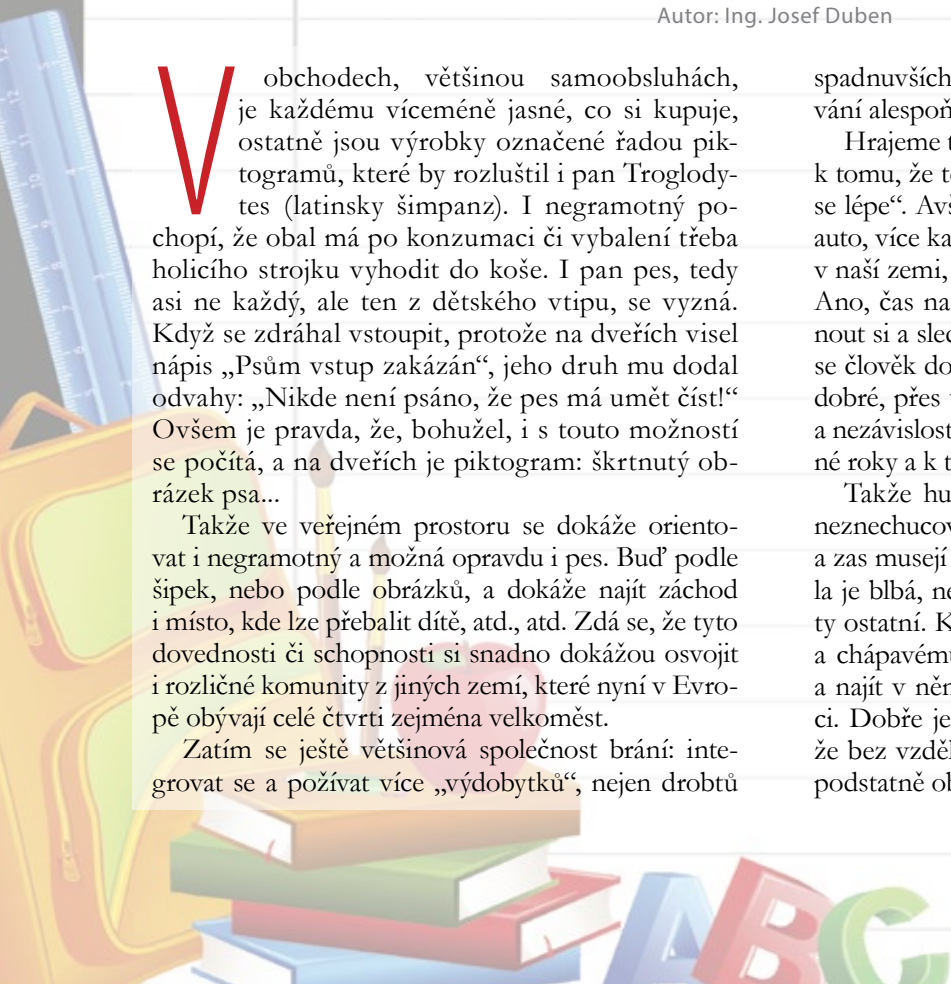 Autor: Ing. Josef Duben
V obchodech, většinou samoobsluhách,
je každému víceméně jasné, co si kupuje,
ostatně jsou výrobky označené řadou pik-
togramů, které by rozluštil i pan Troglody-
tes (latinsky šimpanz). I negramotný po-
chopí, že obal má po konzumaci či vybalení třeba
holicího strojku vyhodit do koše. I pan pes, tedy
asi ne každý, ale ten z dětského vtipu, se vyzná.
Když se zdráhal vstoupit, protože na dveřích visel
nápis „Psům vstup zakázán“, jeho druh mu dodal
odvahy: „Nikde není psáno, že pes má umět číst!“
Ovšem je pravda, že, bohužel, i s touto možností
se počítá, a na dveřích je piktogram: škrtnutý ob-
rázek psa...
Takže ve veřejném prostoru se dokáže oriento-
vat i negramotný a možná opravdu i pes. Buď podle
šipek, nebo podle obrázků, a dokáže najít záchod
i místo, kde lze přebalit dítě, atd., atd. Zdá se, že tyto
dovednosti či schopnosti si snadno dokážou osvojit
i rozličné komunity z jiných zemí, které nyní v Evro-
pě obývají celé čtvrti zejména velkoměst.
Zatím se ještě většinová společnost brání: inte-
grovat se a požívat více „výdobytků“, nejen drobtů
spadnuvších
vání alespoň
Hrajeme
k tomu, že
se lépe“.
auto, více
v naší zemi,
Ano, čas na
nout si a
se člověk
dobré, přes
a nezávislost
né roky a k
Takže
a zas musejí
la je blbá,
ty ostatní.
a najít v
ci. Dobře je
že bez
podstatně
ABC